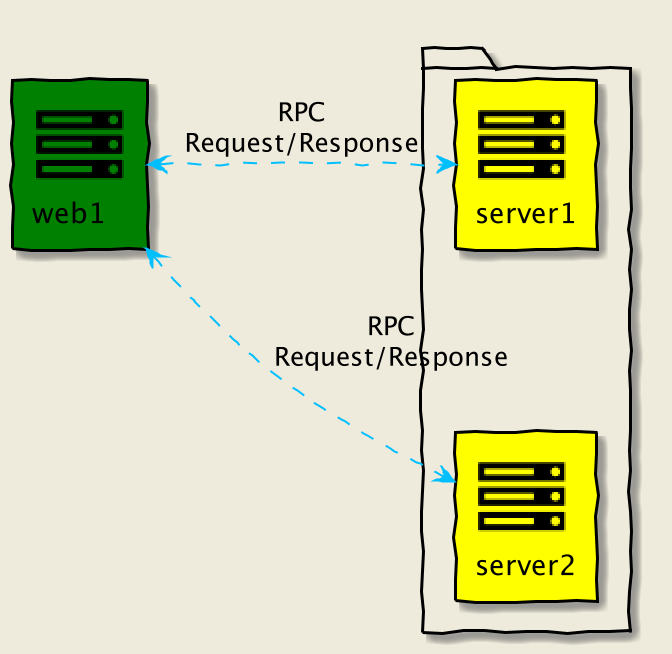 RPC
Request/Response
web1
server1
RPC
Request/Response
server2